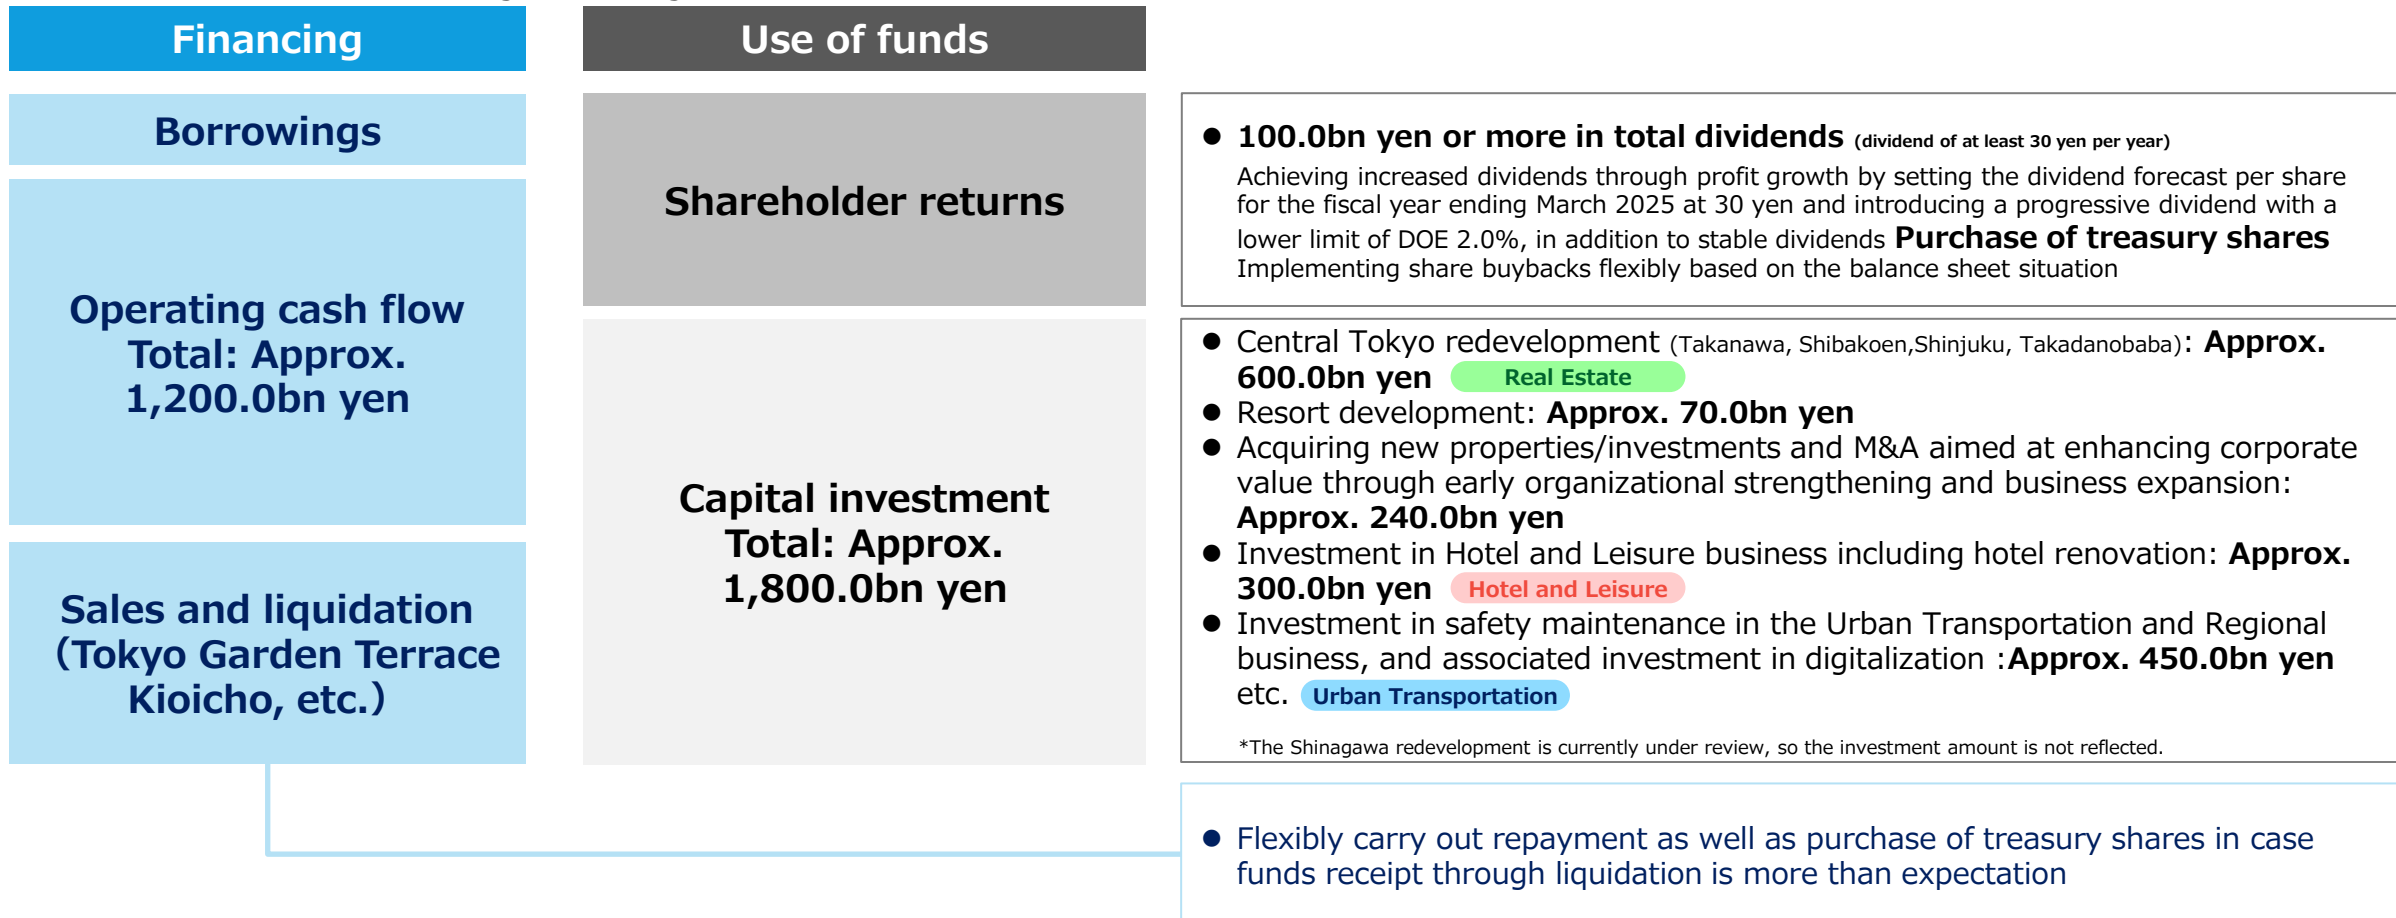 Financing
Use of funds
Borrowings
Operating cash flow
Total: Approx.
1,200.0bn yen
Sales and liquidation
（Tokyo Garden Terrace
Kioicho, etc.）
Shareholder returns
Capital investment
Total: Approx.
1,800.0bn yen
● 100.0bn yen or more in total dividends (dividend of at least 30 yen per year)
Achieving increased dividends through profit growth by setting the dividend forecast per share
for the fiscal year ending March 2025 at 30 yen and introducing a progressive dividend with a
lower limit of DOE 2.0%, in addition to stable dividends Purchase of treasury shares
Implementing share buybacks flexibly based on the balance sheet situation
● Central Tokyo redevelopment (Takanawa, Shibakoen,Shinjuku, Takadanobaba): Approx.
600.0bn yen Real Estate
● Resort development: Approx. 70.0bn yen
● Acquiring new properties/investments and M&A aimed at enhancing corporate
value through early organizational strengthening and business expansion:
Approx. 240.0bn yen
● Investment in Hotel and Leisure business including hotel renovation: Approx.
300.0bn yen Hotel and Leisure
● Investment in safety maintenance in the Urban Transportation and Regional
business, and associated investment in digitalization :Approx. 450.0bn yen
etc. Urban Transportation
*The Shinagawa redevelopment is currently under review, so the investment amount is not reflected.
● Flexibly carry out repayment as well as purchase of treasury shares in case
funds receipt through liquidation is more than expectation